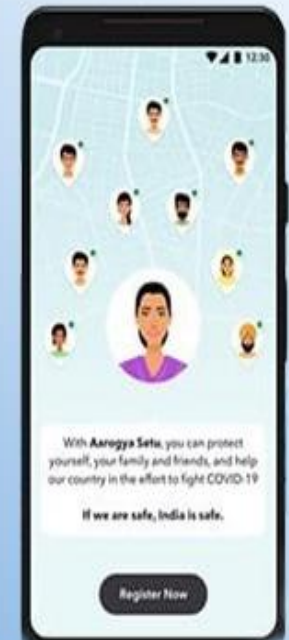 12:30
With Aarogya Setu, you can protect
yourself, your family and friends, and help
our country in the effort to fight COVID-19
If we are safe, India is safe.
Register Now